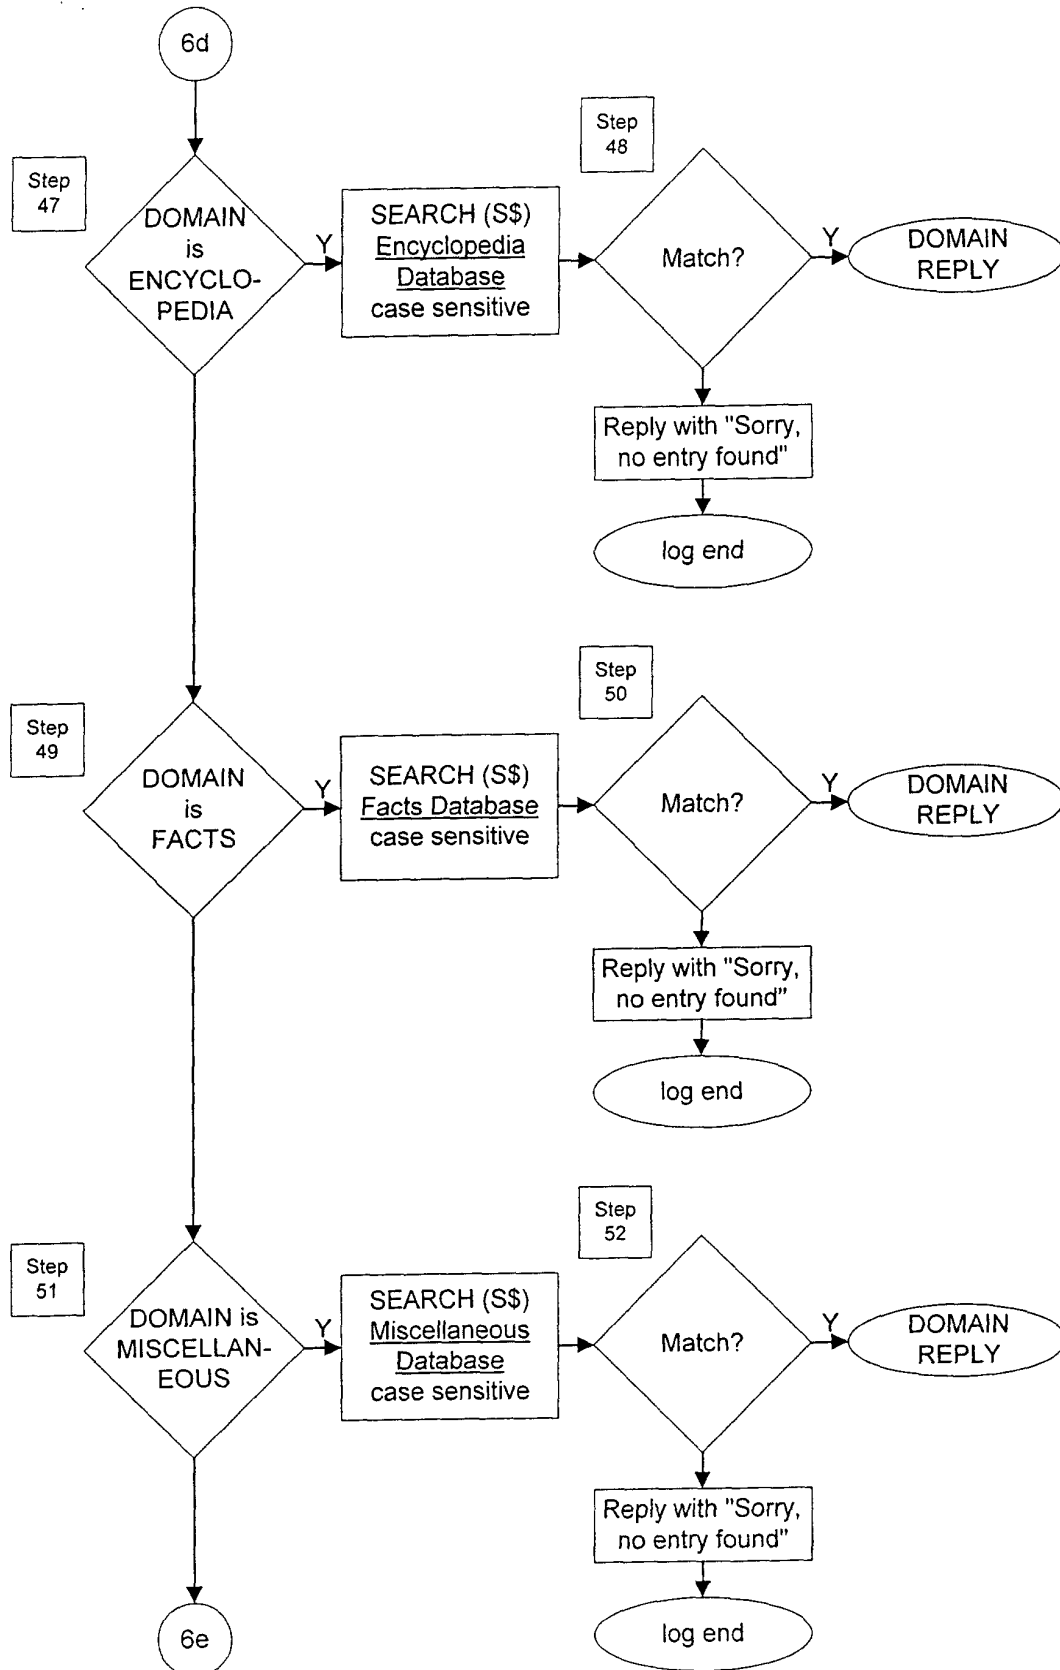 6d
Step
47
DOMAIN
is
ENCYCLO-
PEDIA
Y
SEARCH (S$)
Encyclopedia
Database
case sensitive
Step
48
Match?
Y
DOMAIN
REPLY
Reply with "Sorry,
no entry found"
log end
Step
49
DOMAIN
is
FACTS
Y
SEARCH (S$)
Facts Database
case sensitive
Step
50
Match?
Y
DOMAIN
REPLY
Reply with "Sorry,
no entry found"
log end
Step
51
DOMAIN is
MISCELLAN-
EOUS
Y
SEARCH (S$)
Miscellaneous
Database
case sensitive
Step
52
Match?
Y
DOMAIN
REPLY
Reply with "Sorry,
no entry found"
log end
6e